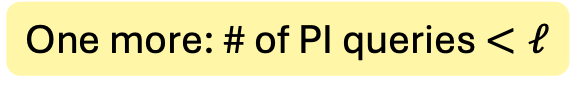 One more: # of PI queries < ℓ